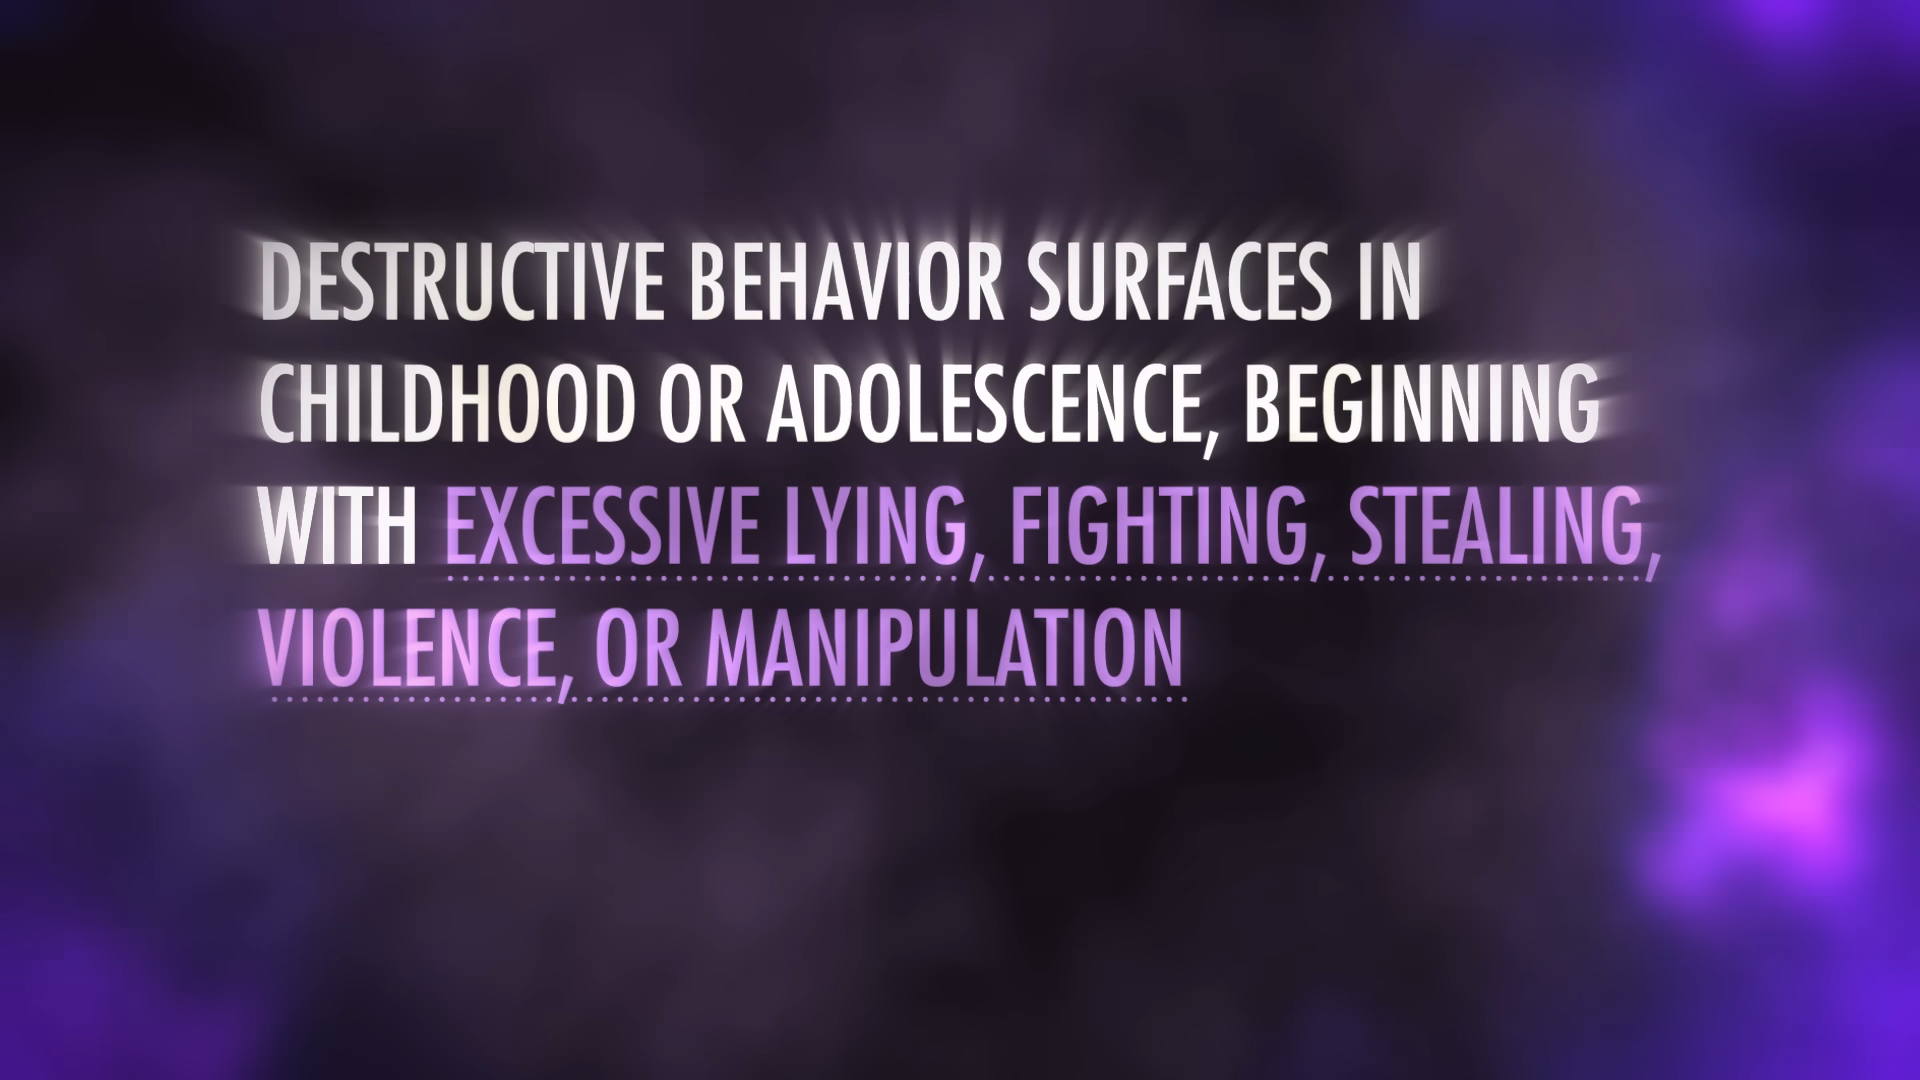 DESTRUCTIVE BEHAVIOR SURFACES IN
CHILDHOOD OR ADOLESCENCE, BEGINNING
WITH EXCESSIVE LYING, FIGHTING, STEALING,
VIOLENCE, OR MANIPULATION